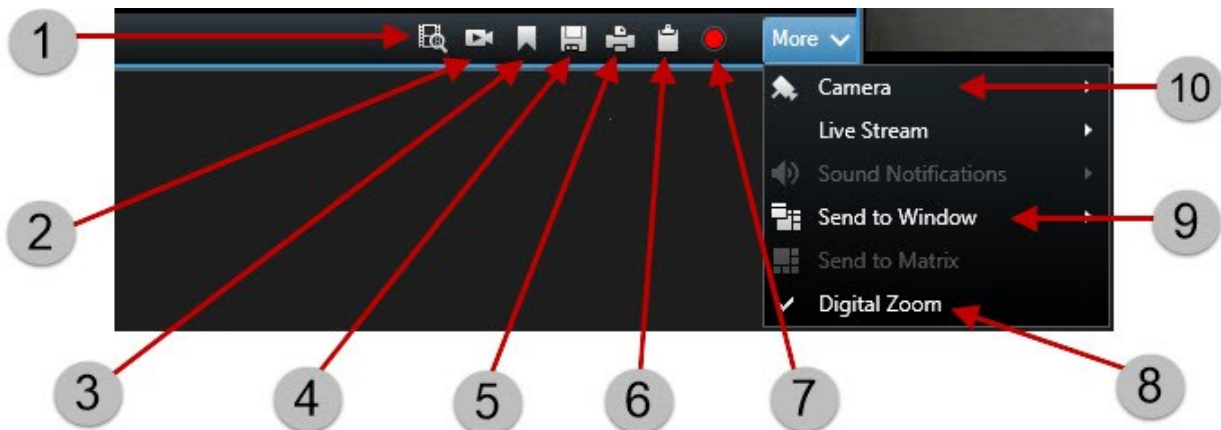 1
More
10
Camera
Live Stream
Sound Notifications
2
9
Send to Window
Send to Matrix
Digital Zoom
3
4
5
6
7
8